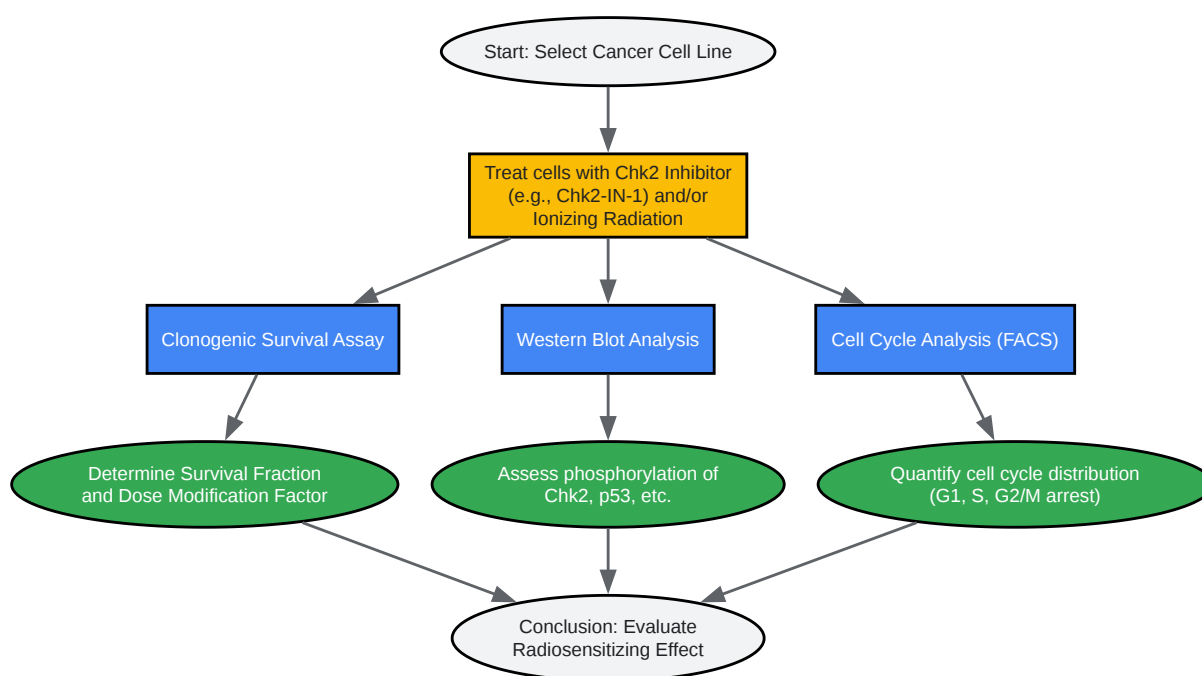 Start: Select Cancer Cell Line
Treat cells with Chk2 Inhibitor
(e.g., Chk2-IN-1) and/or
Ionizing Radiation
Clonogenic Survival Assay
Western Blot Analysis
Cell Cycle Analysis (FACS)
Determine Survival Fraction
and Dose Modification Factor
Assess phosphorylation of
Chk2, p53, etc.
Quantify cell cycle distribution
(G1, S, G2/M arrest)
Conclusion: Evaluate
Radiosensitizing Effect